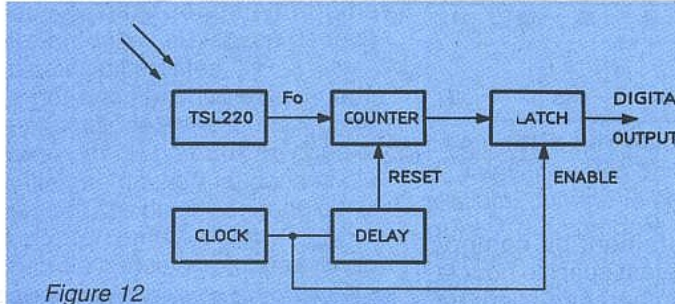 TSL220
Fo
COUNTER
LATCH
DIGITA
OUTPUT
RESET
ENABLE
CLOCK
DELAY
Figure 12